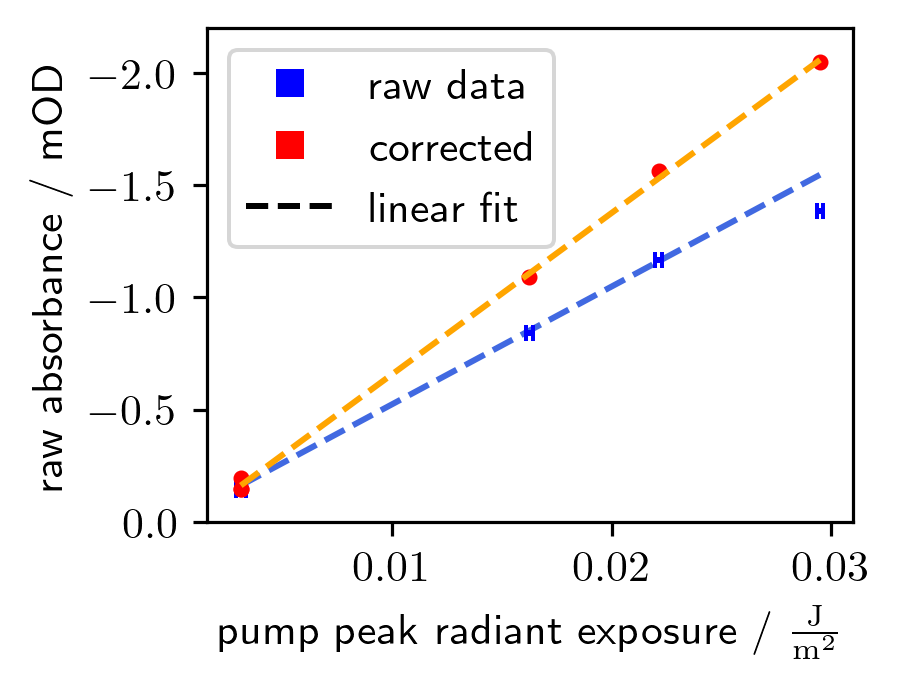 raw data
corrected
linear fit
−2.0
−1.5
−1.0
−0.5
0.0
raw absorbance / mOD
0.01
0.02
0.03
pump peak radiant exposure / J/m²